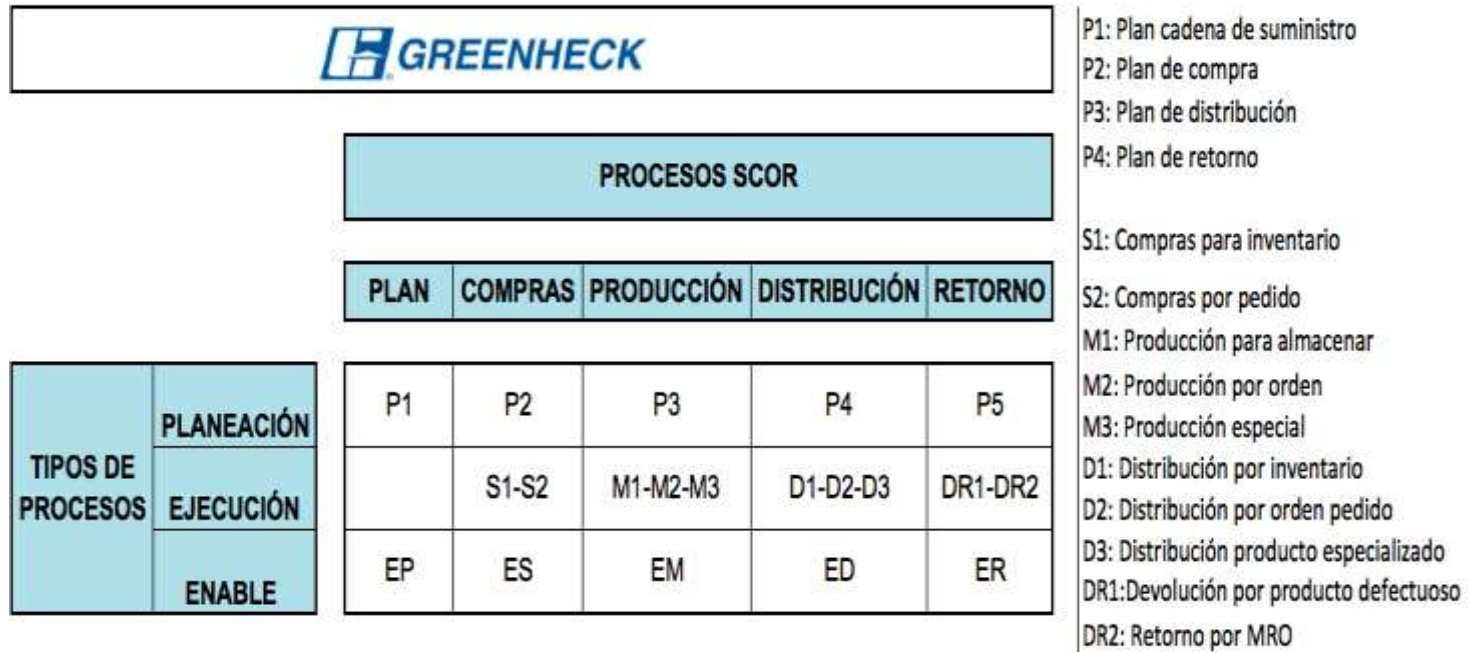 GREENHECK
PROCESOS SCOR
PLAN COMPRAS PRODUCCIÓN DISTRIBUCIÓN RETORNO
TIPOS DE PROCESOS
PLANEACIÓN P1 P2 P3 P4 P5
EJECUCIÓN S1-S2 M1-M2-M3 D1-D2-D3 DR1-DR2
ENABLE EP ES EM ED ER
P1: Plan cadena de suministro
P2: Plan de compra
P3: Plan de distribución
P4: Plan de retorno
S1: Compras para inventario
S2: Compras por pedido
M1: Producción para almacenar
M2: Producción por orden
M3: Producción especial
D1: Distribución por inventario
D2: Distribución por orden pedido
D3: Distribución producto especializado
DR1:Devolución por producto defectuoso
DR2: Retorno por MRO